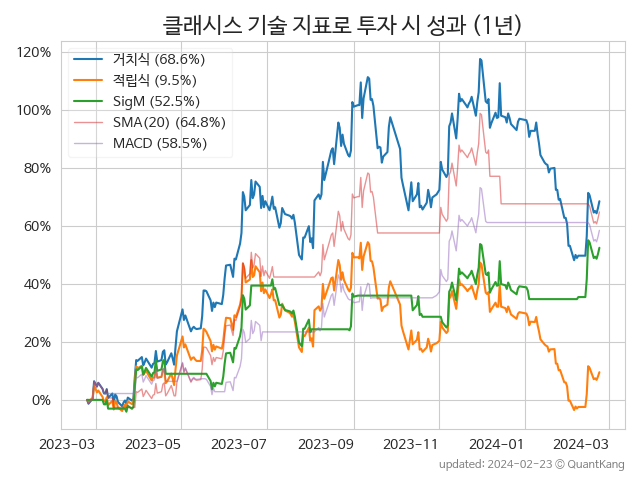 클래시스 기술 지표로 투자 시 성과 (1년)
120%
100%
80%
60%
40%
20%
0%
거치식 (68.6%)
적립식 (9.5%)
SigM (52.5%)
SMA(20) (64.8%)
MACD (58.5%)
2023-03
2023-05
2023-07
2023-09
2023-11
2024-01
2024-03
updated: 2024-02-23 © QuantKang